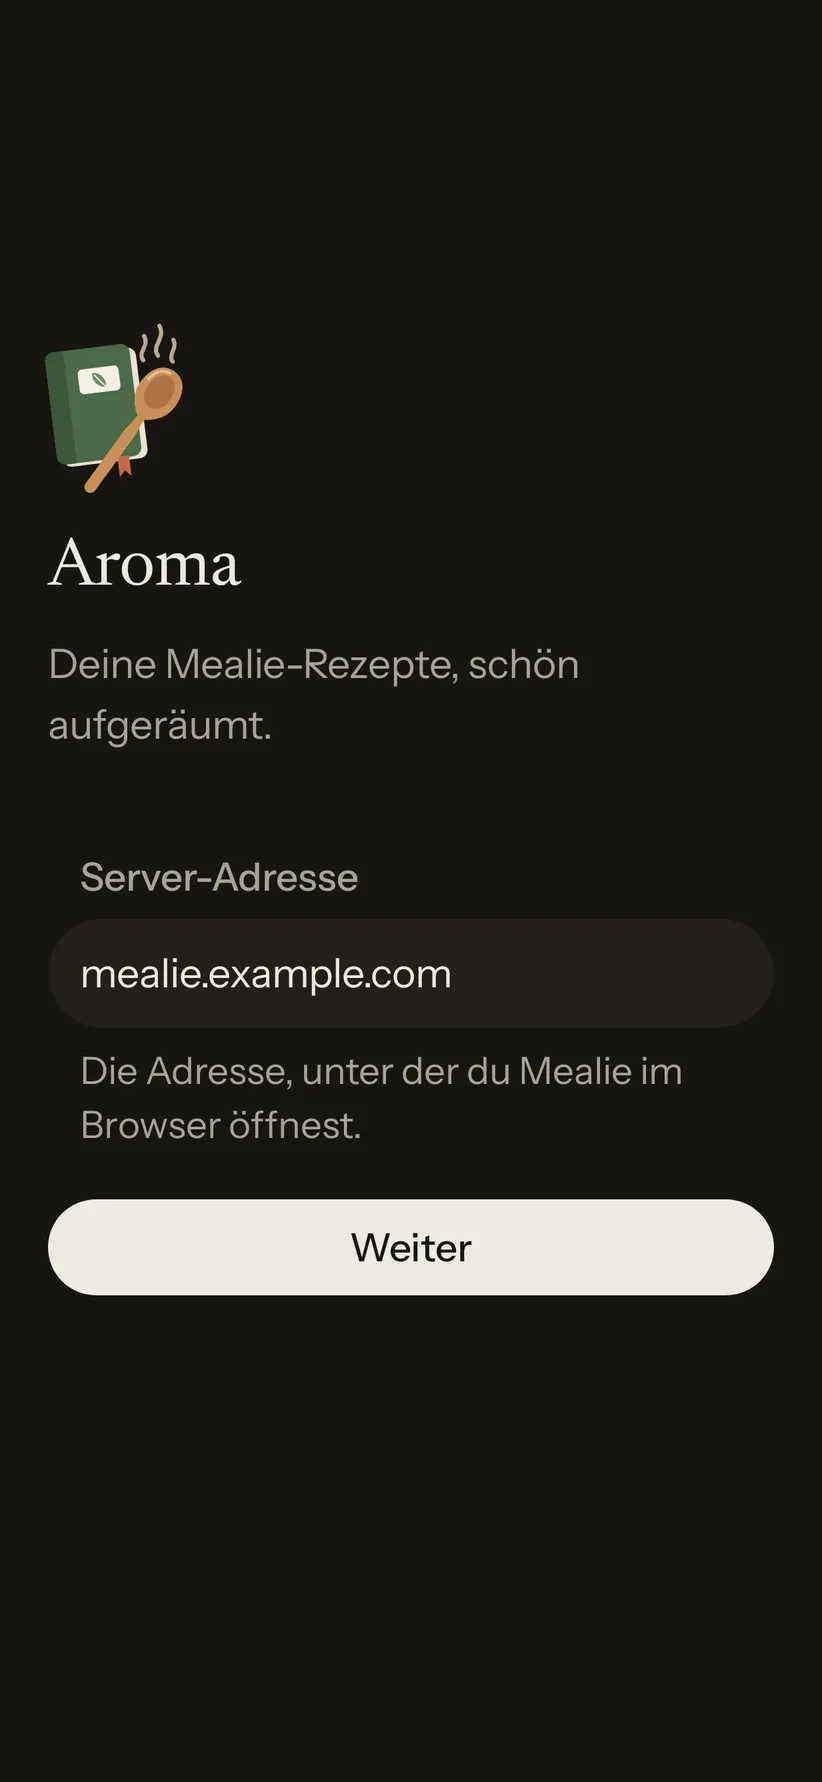 Aroma
Deine Mealie-Rezepte, schön
aufgeräumt.
Server-Adresse
mealie.example.com
Die Adresse, unter der du Mealie im
Browser öffnest.
Weiter